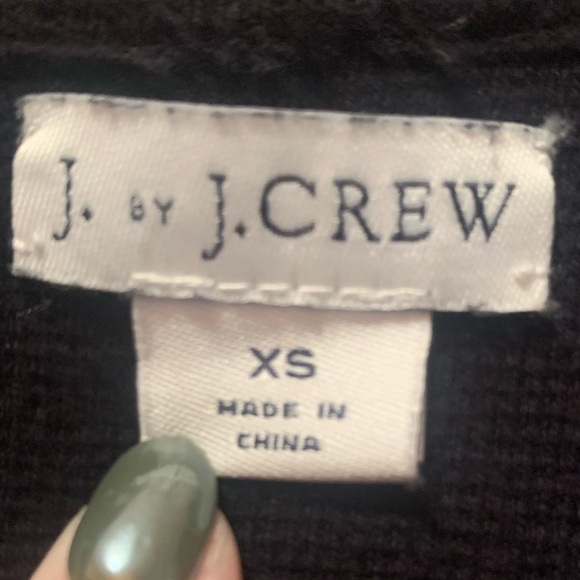 J. BY J.CREW
XS
MADE IN
CHINA